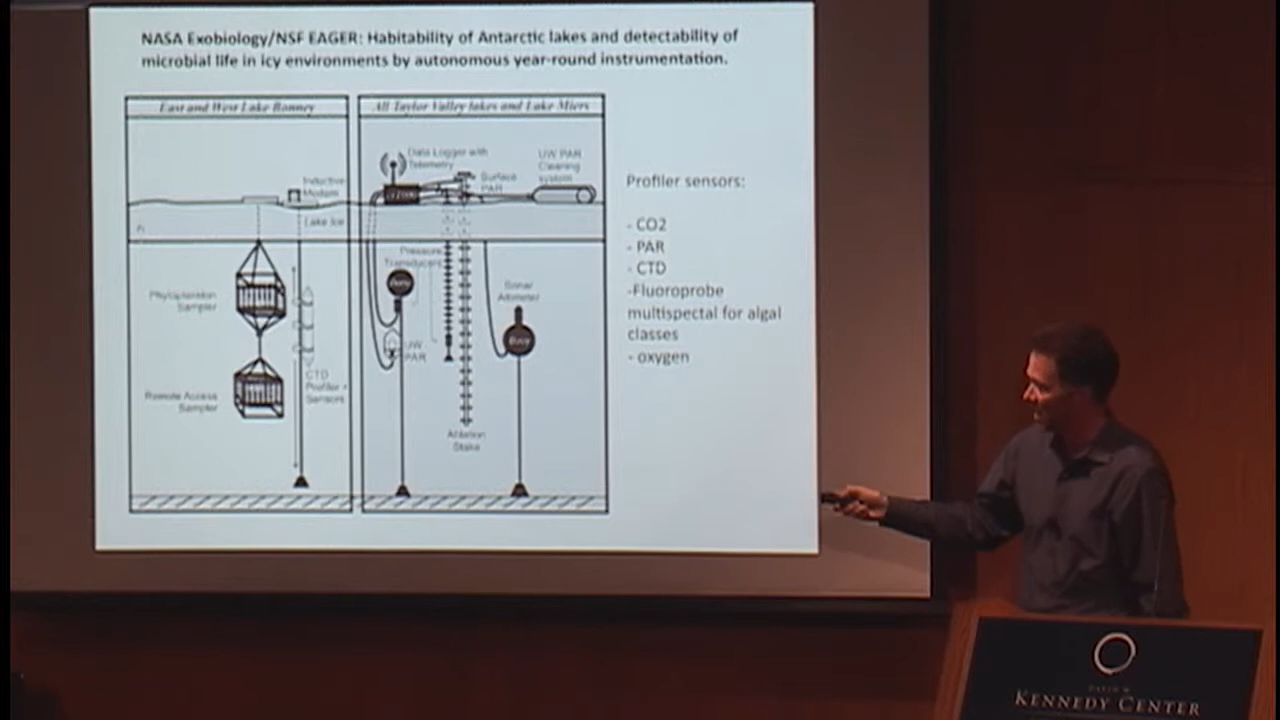 NASA Exobiology/NSF EAGER: Habitability of Antarctic lakes and detectability of
microbial life in icy environments by autonomous year-round instrumentation.
East and West Lake Bonney
All Taylor Valley lakes and Lake Miers
Data Logger with
Telemetry
UW PAR
Cleaning
system
Surface
PAR
Inductive
Modem
Lake Ice
Pressure
Transducers
Phytoplankton
Sampler
Sonar
Altimeter
UW
PAR
CTD
Profiler +
Sensors
Remote Access
Sampler
Ablation
Stake
Profiler sensors:
- CO2
- PAR
- CTD
-Fluoroprobe
multispectal for algal
classes
- oxygen
DAVID M.
KENNEDY CENTER